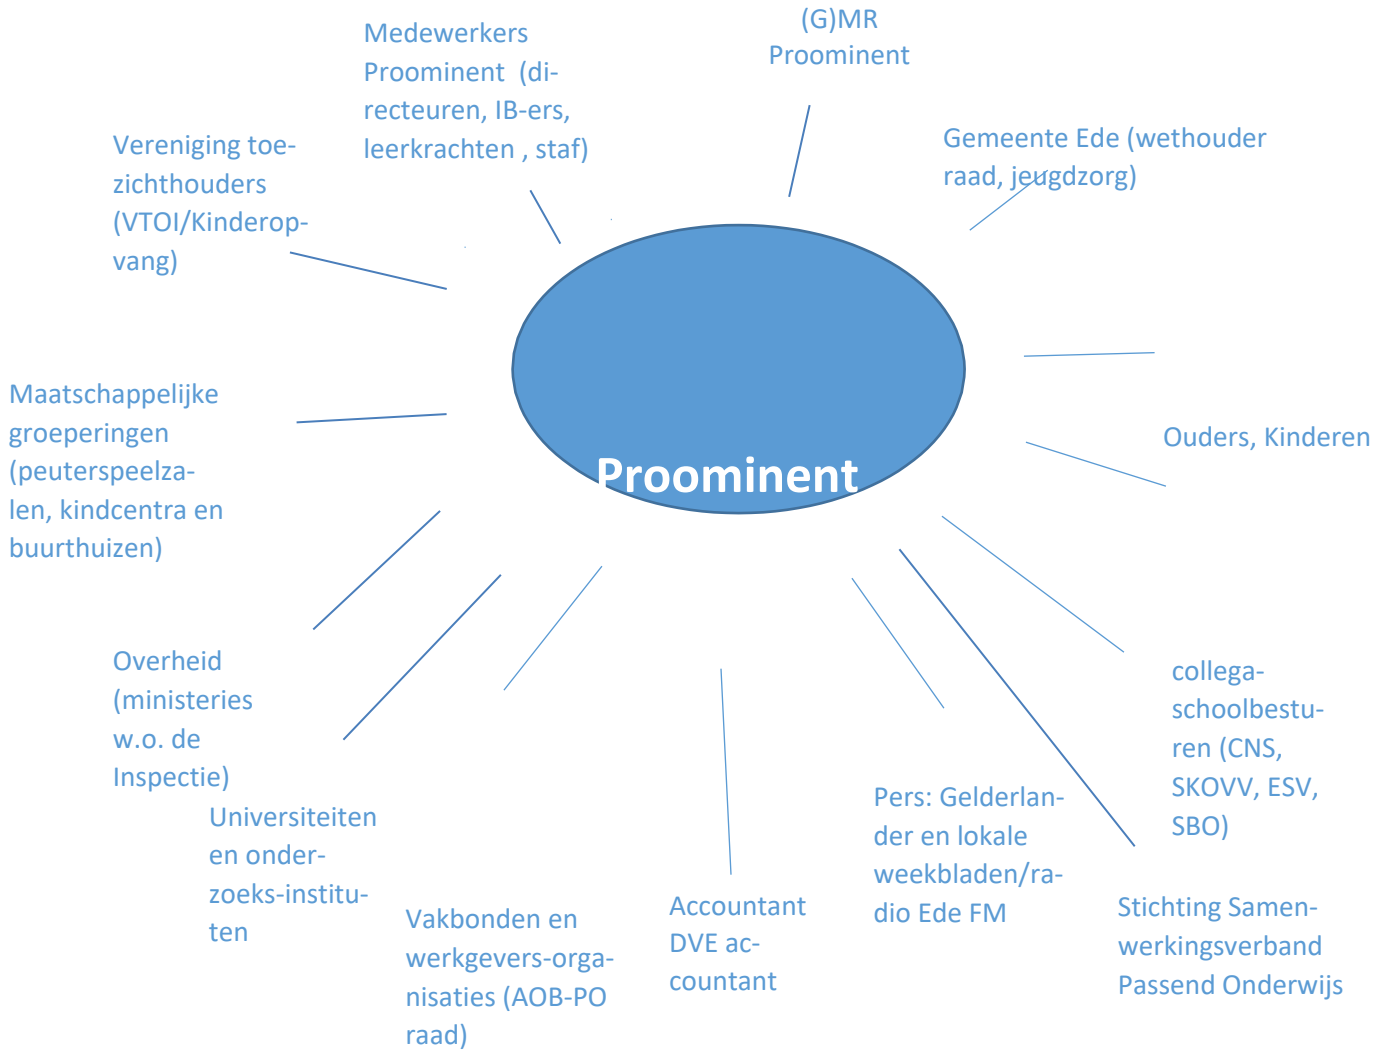 (G)MR
Proominent
Medewerkers
Proominent (di-
recteuren, IB-ers,
leerkrachten , staf)
Gemeente Ede (wethouder
raad, jeugdzorg)
Vereniging toe-
zichthouders
(VTOI/Kinderop-
vang)
Maatschappelijke
groeperingen
(peuterspeelza-
len, kindcentra en
buurthuizen)
Ouders, Kinderen
Proominent
Overheid
(ministeries
w.o. de
Inspectie)
collega-
schoolbestu-
ren (CNS,
SKOVV, ESV,
SBO)
Universiteiten
en onder-
zoeks-institu-
ten
Pers: Gelderlan-
der en lokale
weekbladen/ra-
dio Ede FM
Vakbonden en
werkgevers-orga-
nisaties (AOB-PO
raad)
Accountant
DVE ac-
countant
Stichting Samen-
werkingsverband
Passend Onderwijs